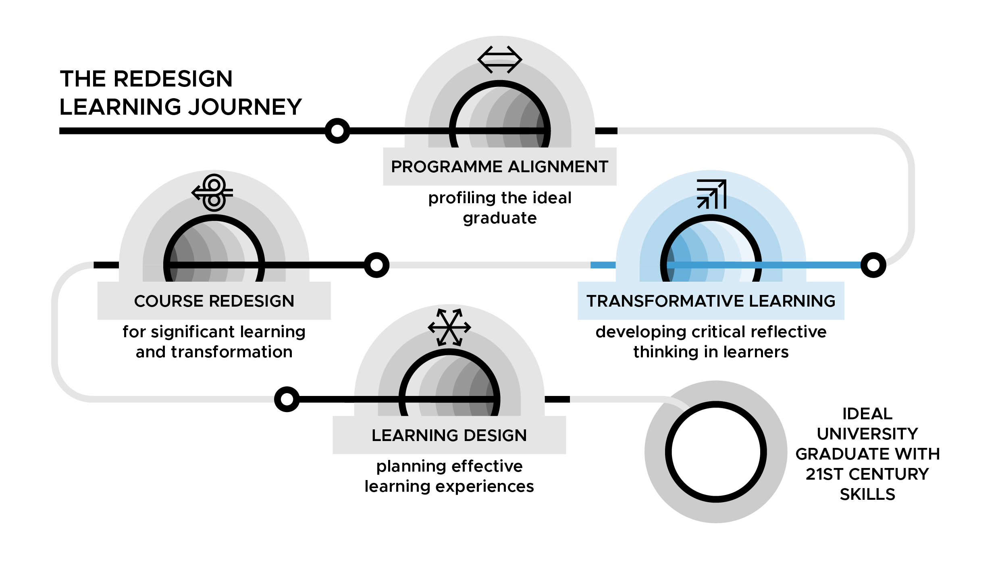 THE REDESIGN
LEARNING JOURNEY
PROGRAMME ALIGNMENT
profiling the ideal
graduate
TRANSFORMATIVE LEARNING
developing critical reflective
thinking in learners
COURSE REDESIGN
for significant learning
and transformation
LEARNING DESIGN
planning effective
learning experiences
IDEAL
UNIVERSITY
GRADUATE WITH
21ST CENTURY
SKILLS